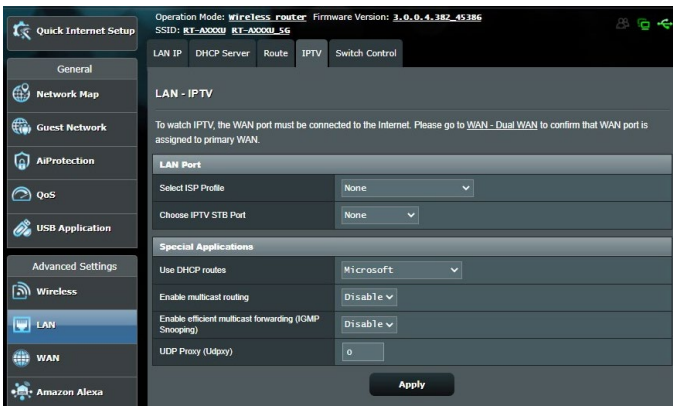 Quick Internet Setup
General
Network Map
Guest Network
AiProtection
QoS
USB Application
Advanced Settings
Wireless
LAN
WAN
Amazon Alexa
Operation Mode: Wireless router Firmware Version: 3.0.0.4.382_45386
SSID: RT-AXXXU RT-AXXXU_5G
LAN IP DHCP Server Route IPTV Switch Control
LAN - IPTV
To watch IPTV, the WAN port must be connected to the Internet. Please go to WAN - Dual WAN to confirm that WAN port is
assigned to primary WAN.
LAN Port
Select ISP Profile None
Choose IPTV STB Port None
Special Applications
Use DHCP routes Microsoft
Enable multicast routing Disable
Enable efficient multicast forwarding (IGMP
Snooping) Disable
UDP Proxy (Udpxy) 0
Apply